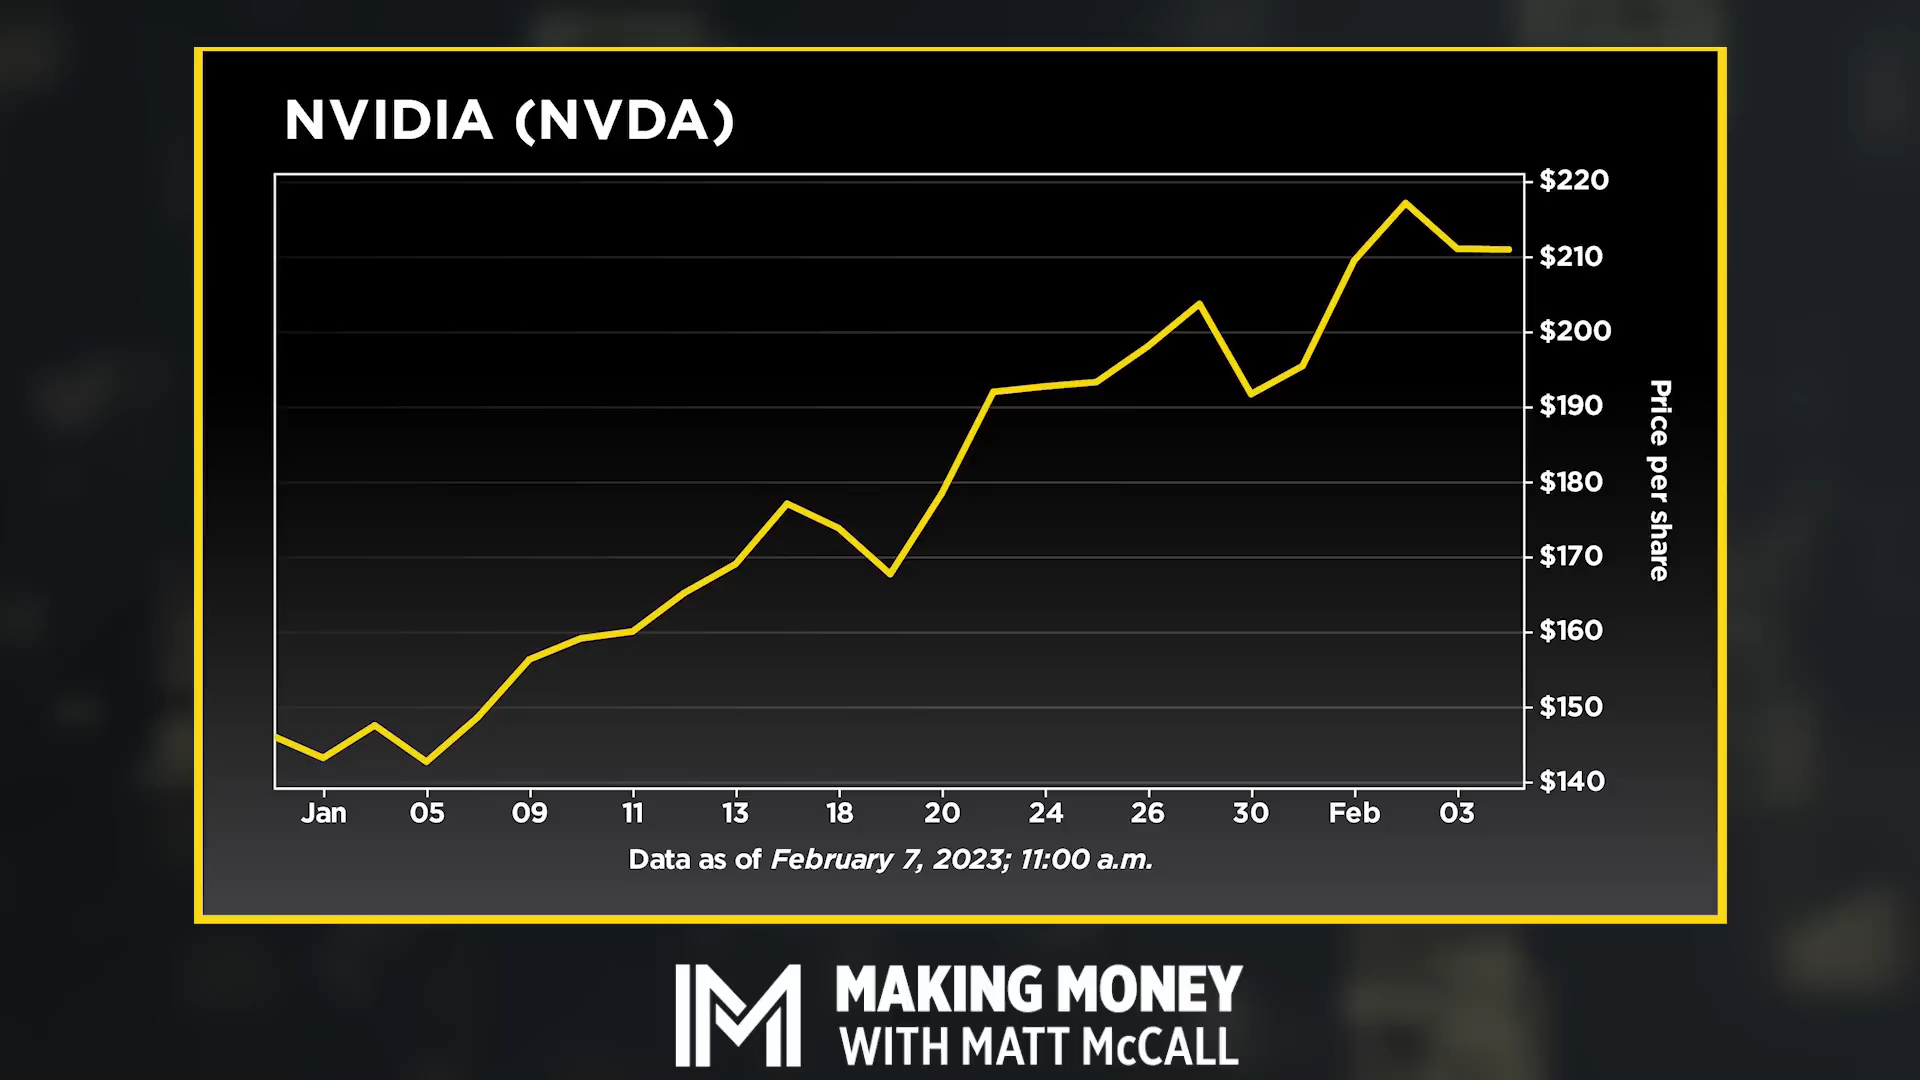 NVIDIA (NVDA)
$220
$210
$200
$190
$180
$170
$160
$150
$140
Price per share
Jan 05 09 11 13 18 20 24 26 30 Feb 03
Data as of February 7, 2023; 11:00 a.m.
MAKING MONEY
WITH MATT McCALL